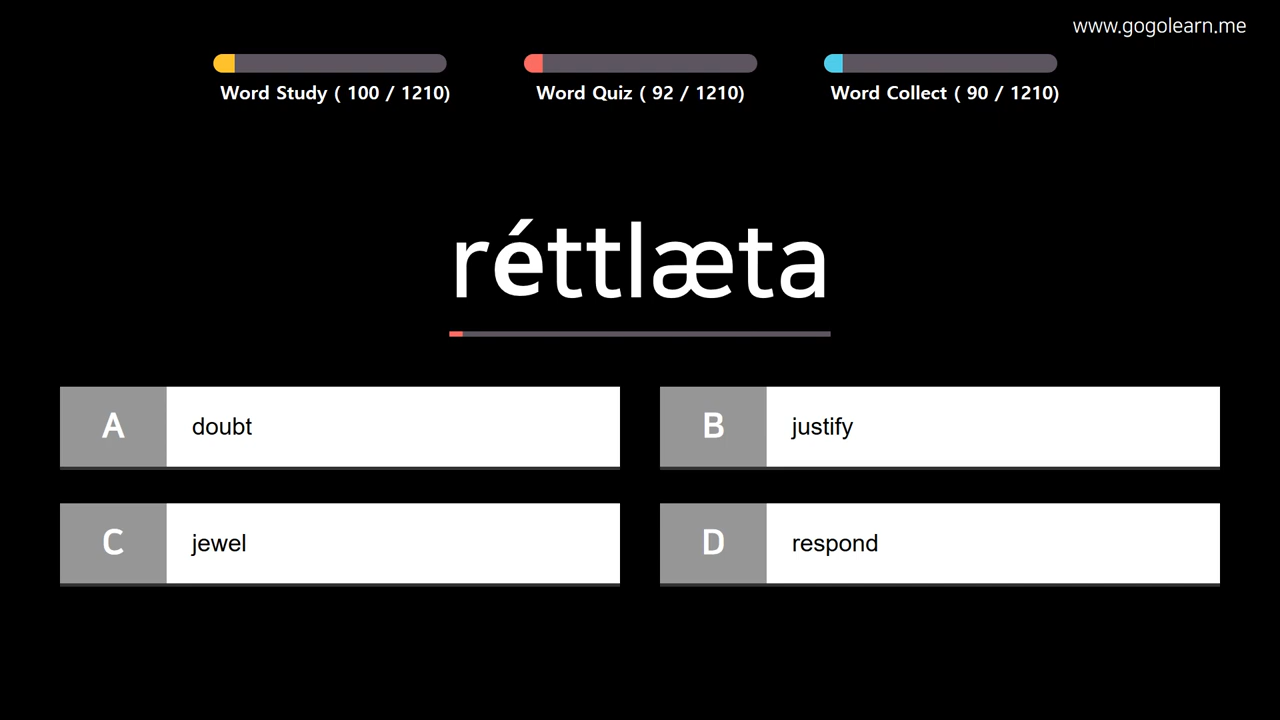 www.gogolearn.me
Word Study ( 100 / 1210)
Word Quiz ( 92 / 1210)
Word Collect ( 90 / 1210)
réttlæta
A doubt
B justify
C jewel
D respond